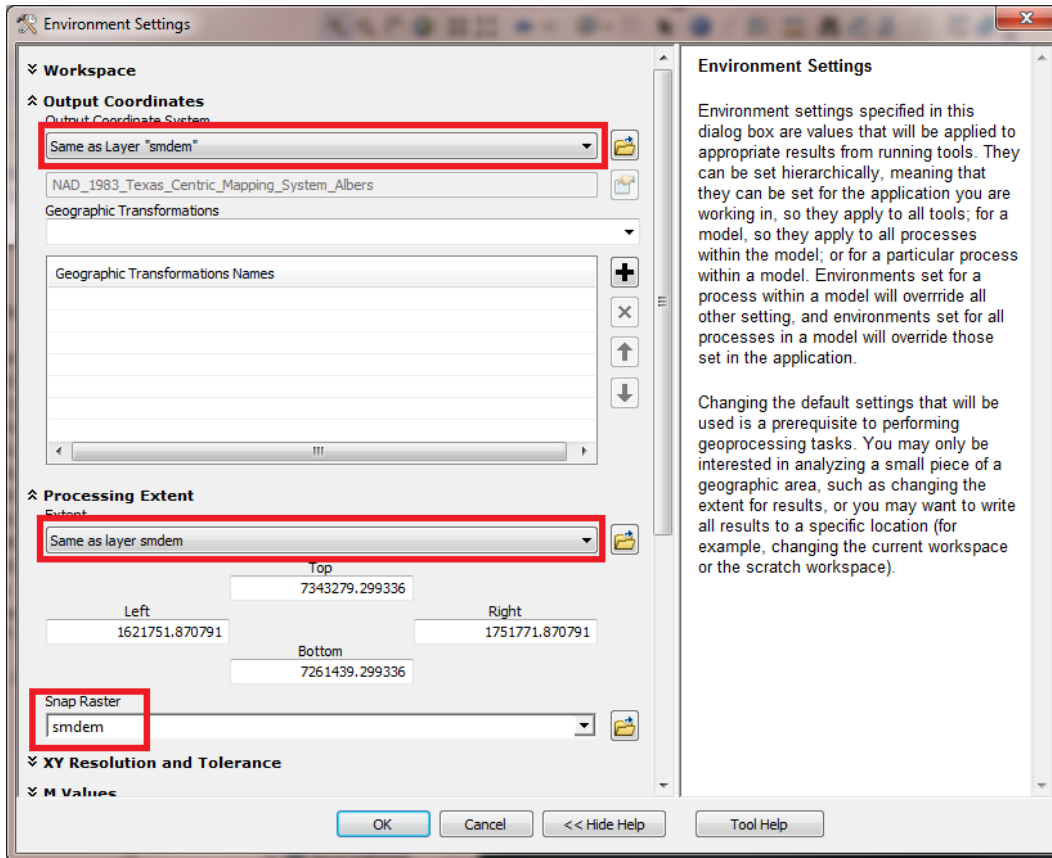 Environment Settings
Workspace
Output Coordinates
Output Coordinate System
Same as Layer "smdem"
NAD_1983_Texas_Centric_Mapping_System_Albers
Geographic Transformations
Geographic Transformations Names
Processing Extent
Extent
Same as layer smdem
Top
7343279.299336
Left
Right
1621751.870791
1751771.870791
Bottom
7261439.299336
Snap Raster
smdem
XY Resolution and Tolerance
M Values
OK
Cancel
<< Hide Help
Tool Help
Environment Settings
Environment settings specified in this
dialog box are values that will be applied to
appropriate results from running tools. They
can be set hierarchically, meaning that
they can be set for the application you are
working in, so they apply to all tools; for a
model, so they apply to all processes
within the model; or for a particular process
within a model. Environments set for a
process within a model will overrride all
other setting, and environments set for all
processes in a model will override those
set in the application.
Changing the default settings that will be
used is a prerequisite to performing
geoprocessing tasks. You may only be
interested in analyzing a small piece of a
geographic area, such as changing the
extent for results, or you may want to write
all results to a specific location (for
example, changing the current workspace
or the scratch workspace).